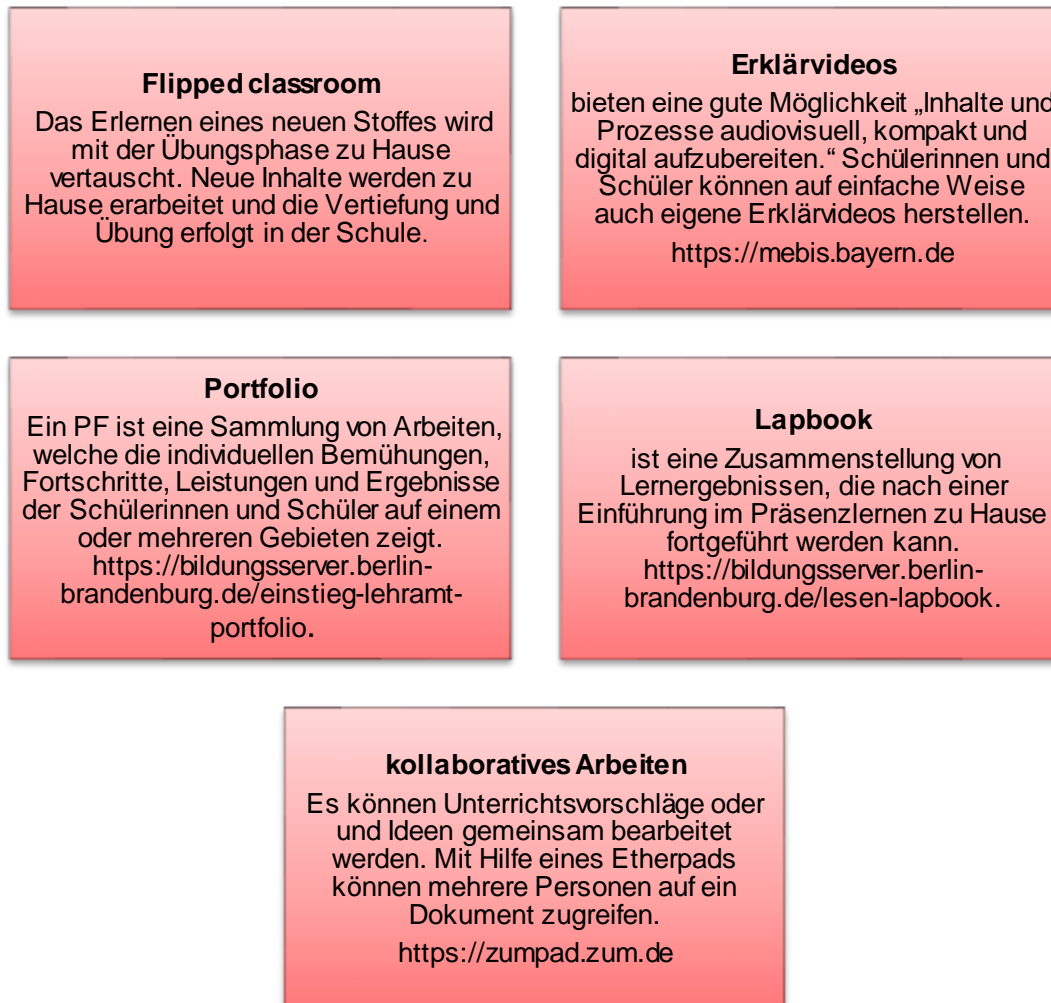 Flipped classroom
Das Erlernen eines neuen Stoffes wird
mit der Übungsphase zu Hause
vertauscht. Neue Inhalte werden zu
Hause erarbeitet und die Vertiefung und
Übung erfolgt in der Schule.
Erklärvideos
bieten eine gute Möglichkeit „Inhalte und
Prozesse audiovisuell, kompakt und
digital aufzubereiten.“ Schülerinnen und
Schüler können auf einfache Weise
auch eigene Erklärvideos herstellen.
https://mebis.bayern.de
Portfolio
Ein PF ist eine Sammlung von Arbeiten,
welche die individuellen Bemühungen,
Fortschritte, Leistungen und Ergebnisse
der Schülerinnen und Schüler auf einem
oder mehreren Gebieten zeigt.
https://bildungsserver.berlin-
brandenburg.de/einstieg-lehramt-
portfolio.
Lapbook
ist eine Zusammenstellung von
Lernergebnissen, die nach einer
Einführung im Präsenzlernen zu Hause
fortgeführt werden kann.
https://bildungsserver.berlin-
brandenburg.de/lesen-lapbook.
kollaboratives Arbeiten
Es können Unterrichtsvorschläge oder
und Ideen gemeinsam bearbeitet
werden. Mit Hilfe eines Etherpads
können mehrere Personen auf ein
Dokument zugreifen.
https://zumpad.zum.de